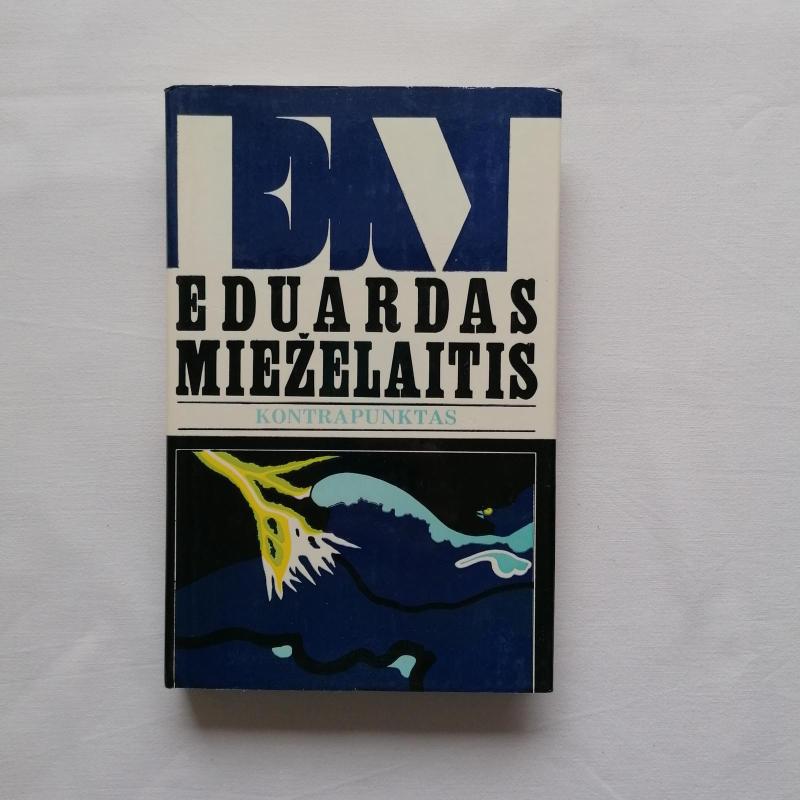 EM
EDUARDAS
MIEŽELAITIS
KONTRAPUNKTAS